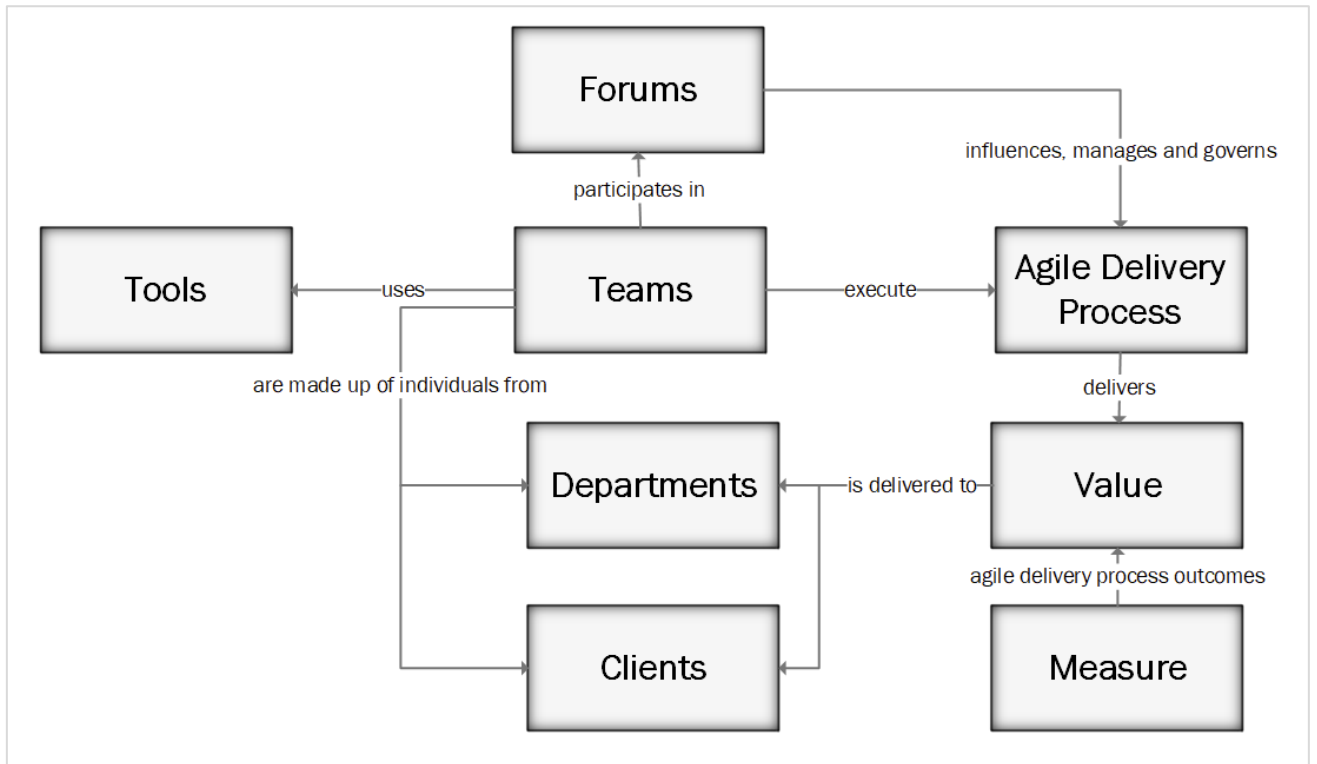 Forums
influences, manages and governs
participates in
Tools
uses
Teams
execute
Agile Delivery
Process
are made up of individuals from
delivers
Departments
is delivered to
Value
agile delivery process outcomes
Clients
Measure